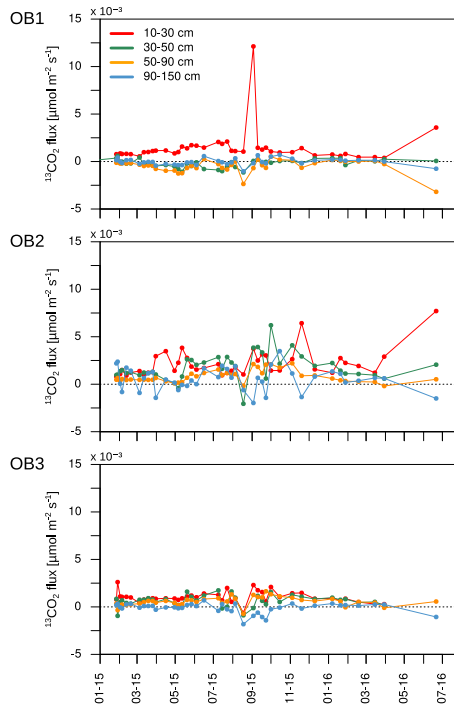 OB1
x 10⁻³
15
10
5
0
-5
¹³CO₂ flux [µmol m⁻² s⁻¹]
10-30 cm
30-50 cm
50-90 cm
90-150 cm
OB2
x 10⁻³
15
10
5
0
-5
¹³CO₂ flux [µmol m⁻² s⁻¹]
OB3
x 10⁻³
15
10
5
0
-5
¹³CO₂ flux [µmol m⁻² s⁻¹]
01-15
03-15
05-15
07-15
09-15
11-15
01-16
03-16
05-16
07-16